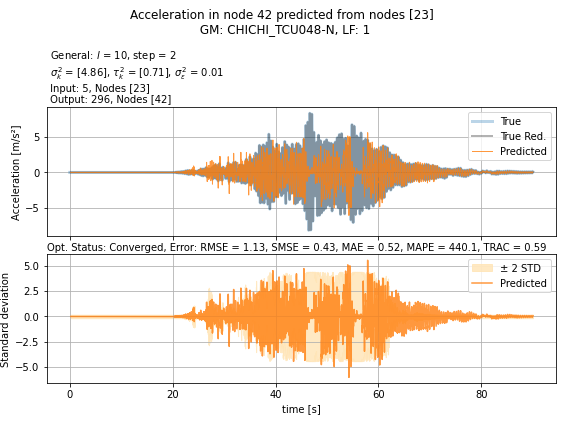 Acceleration in node 42 predicted from nodes [23]
GM: CHICHI_TCU048-N, LF: 1
General: l = 10, step = 2
σ²ₖ = [4.86], τ²ₖ = [0.71], σ²ε = 0.01
Input: 5, Nodes [23]
Output: 296, Nodes [42]
Acceleration [m/s²]
5
0
−5
True
True Red.
Predicted
Opt. Status: Converged, Error: RMSE = 1.13, SMSE = 0.43, MAE = 0.52, MAPE = 440.1, TRAC = 0.59
Standard deviation
5.0
2.5
0.0
−2.5
−5.0
± 2 STD
Predicted
0 20 40 60 80
time [s]